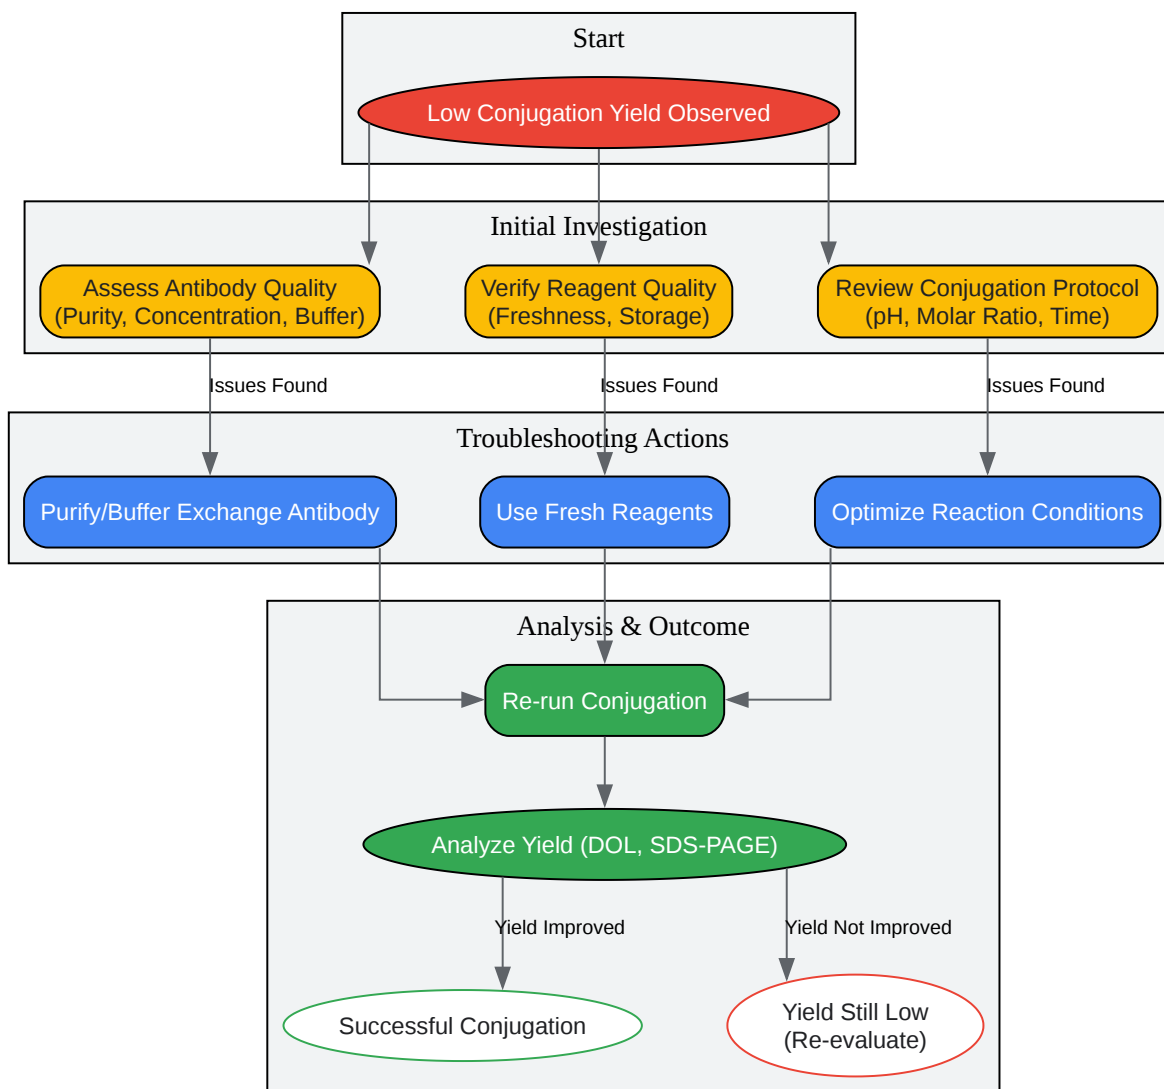 Start
Low Conjugation Yield Observed
Initial Investigation
Assess Antibody Quality
(Purity, Concentration, Buffer)
Verify Reagent Quality
(Freshness, Storage)
Review Conjugation Protocol
(pH, Molar Ratio, Time)
Issues Found
Issues Found
Issues Found
Troubleshooting Actions
Purify/Buffer Exchange Antibody
Use Fresh Reagents
Optimize Reaction Conditions
Analysis & Outcome
Re-run Conjugation
Analyze Yield (DOL, SDS-PAGE)
Yield Improved
Yield Not Improved
Successful Conjugation
Yield Still Low
(Re-evaluate)